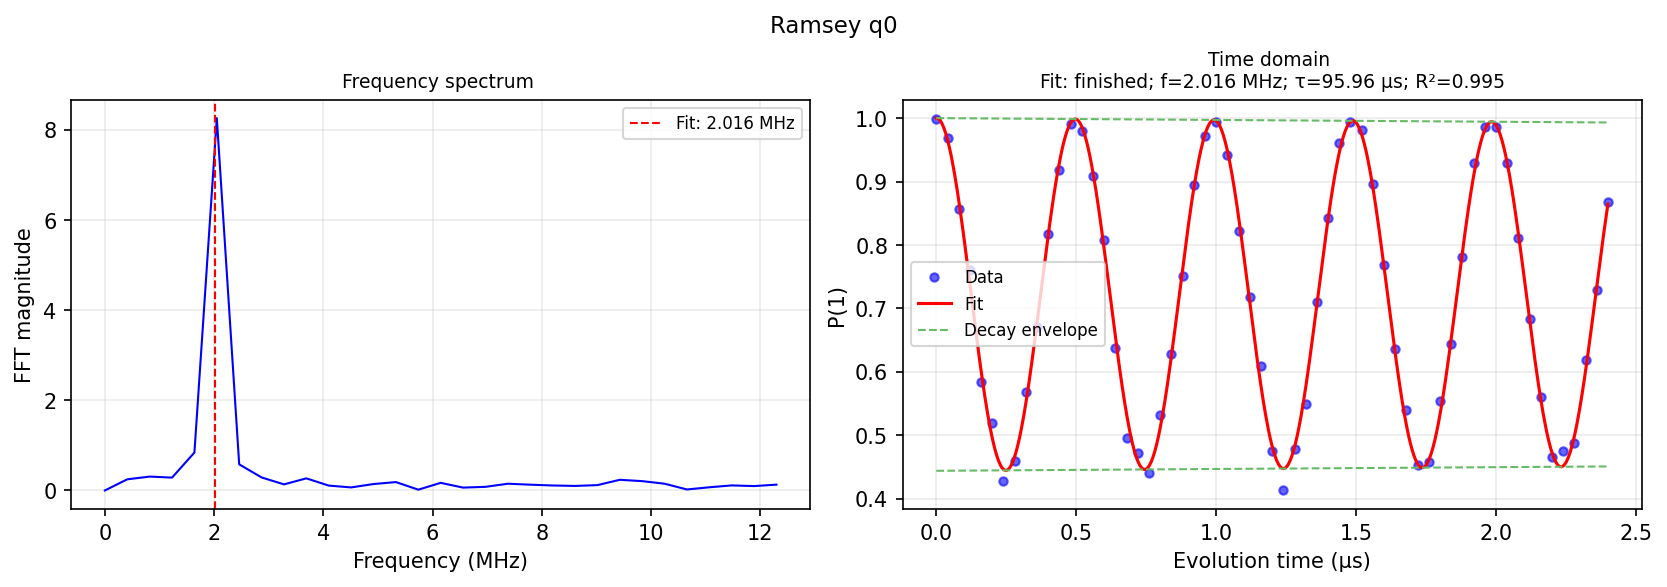 Ramsey q0
Frequency spectrum
Fit: 2.016 MHz
FFT magnitude
8
6
4
2
0
0 2 4 6 8 10 12
Frequency (MHz)
Time domain
Fit: finished; f=2.016 MHz; τ=95.96 μs; R²=0.995
P(1)
1.0
0.9
0.8
0.7
0.6
0.5
0.4
Data
Fit
Decay envelope
0.0 0.5 1.0 1.5 2.0 2.5
Evolution time (μs)